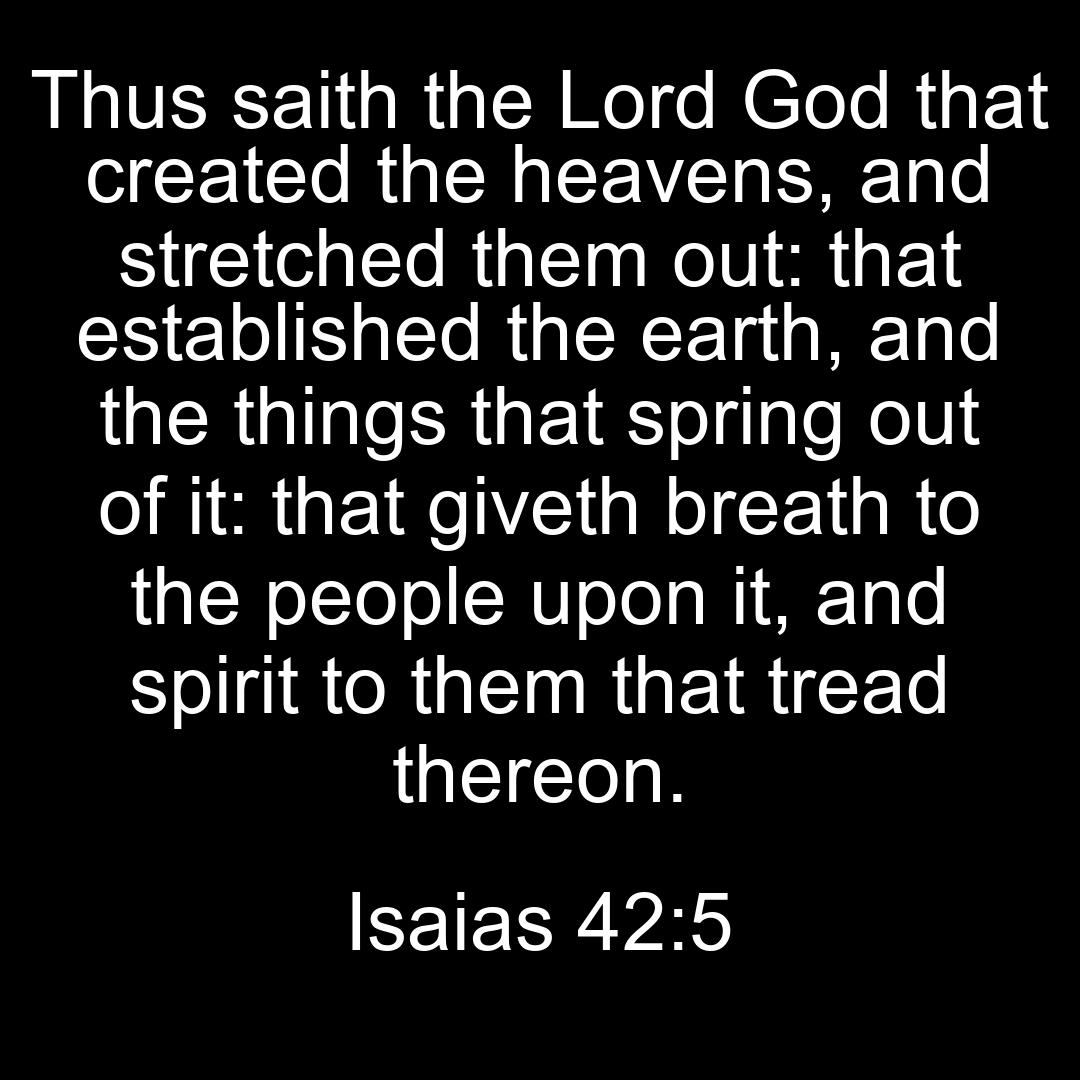 Thus saith the Lord God that
created the heavens, and
stretched them out: that
established the earth, and
the things that spring out
of it: that giveth breath to
the people upon it, and
spirit to them that tread
thereon.
Isaias 42:5